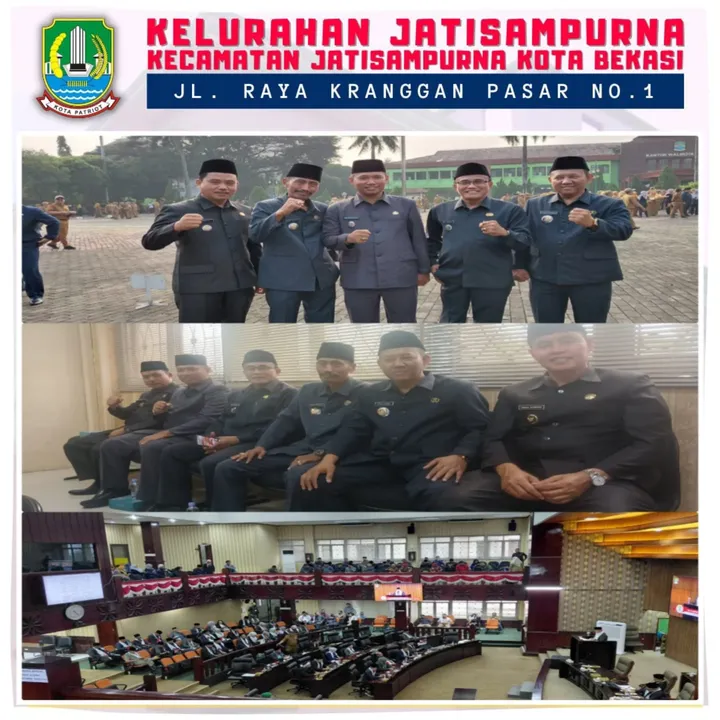 KELURAHAN JATISAMPURNA
KECAMATAN JATISAMPURNA KOTA BEKASI
JL. RAYA KRANGGAN PASAR NO.1
KOTA PATRIOT